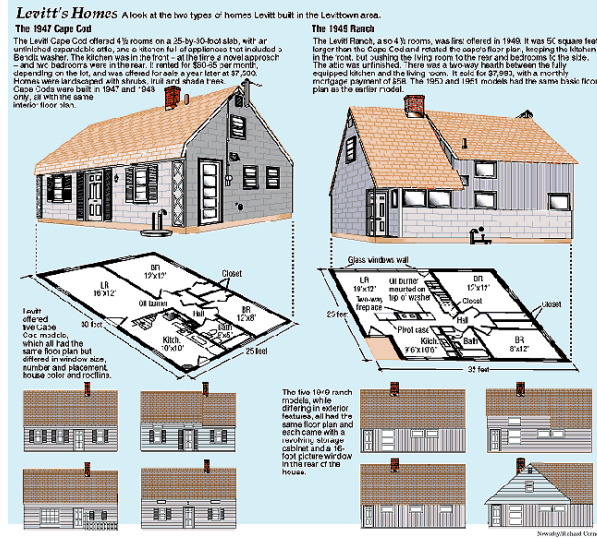 Levitt's Homes A look at the two types of homes Levitt built in the Levittown area.
The 1947 Cape Cod
The Levitt Cape Cod offered 4½ rooms on a 25-by-30-foot slab, with an
unfinished expandable attic, and a kitchen full of appliances that included a
Bendix washer. The kitchen was in the front – at the time a novel approach
– and two bedrooms were in the rear. It rented for $60-65 per month,
depending on the lot, and was offered for sale a year later at $7,500.
Homes were landscaped with shrubs, fruit and shade trees.
Cape Cods were built in 1947 and 1948
only, all with the same
interior floor plan.
The 1949 Ranch
The Levitt Ranch, also 4½ rooms, was first offered in 1949. It was 50 square feet
larger than the Cape Cod and rotated the cape's floor plan, keeping the kitchen
in the front, but pushing the living room to the rear and bedrooms to the side.
The attic was unfinished. There was a two-way hearth between the fully
equipped kitchen and the living room. It sold for $7,990, with a monthly
mortgage payment of $58. The 1950 and 1951 models had the same basic floor
plan as the earlier model.
LR
16'x12'
BR
12'x12'
Closet
Oil burner
Hall
BR
12'x8'
Bath
Kitch.
10'x10'
30 feet
25 feet
Levitt
offered
five Cape
Cod models,
which all had the
same floor plan but
differed in window size,
number and placement,
house color and rooflins.
Glass windows wall
LR
19'x12'
Oil burner
mounted on
top o' washer
BR
12'x12'
Two-way
fireplace
Closet
Closet
Hall
Pivot case
Kitch.
9'6"x10'6"
Bath
BR
8'x12'
25 feet
32 feet
The five 1949 ranch
models, while
differing in exterior
features, all had the
same floor plan and
each came with a
revolving storage
cabinet and a 16-
foot picture window
in the rear of the
house.
Newsday/Richard